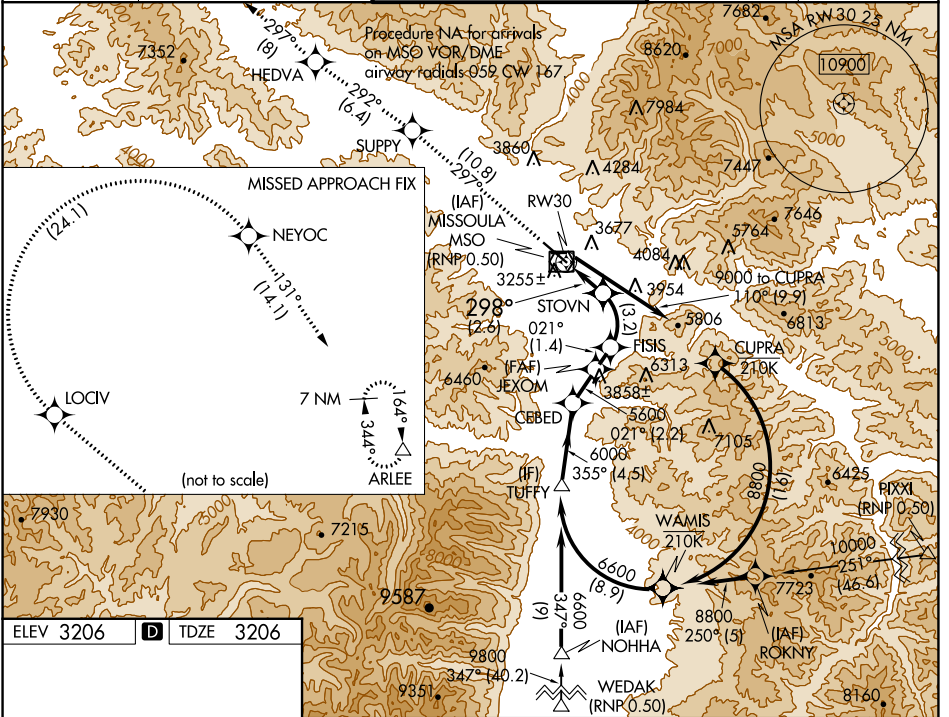 297°
(8)
HEDVA
292°
(6.4)
SUPPY
(10.8)
297°
7352
Procedure NA for arrivals
on MSO VOR/DME
airway radials 059 CW 167
7682
8620
7000
MSA RW30 25 NM
10900
5000
7984
3860
4284
7447
4000
MISSED APPROACH FIX
(24.1)
NEYOC
131°
(14.1)
LOCIV
7 NM
164°
344°
ARLEE
(not to scale)
(IAF)
MISSOULA
MSO
(RNP 0.50)
RW30
3677
7646
5764
4084
3954
3255±
9000 to CUPRA
110° (9.9)
STOVN
298°
(2.6)
(3.2)
5806
6813
5000
021°
(1.4)
FISIS
CUPRA
210K
(FAF)
JEXOM
6313
6460
3858±
CEBED
5600
021° (2.2)
7105
6000
355° (4.5)
8800
(16)
6425
(IF)
TUFFY
PIXXI
(RNP 0.50)
7930
5000
7215
4000
WAMIS
210K
10000
251°
(46.6)
6600
(8.9)
7723
9587
8800
250° (5)
(IAF)
ROKNY
6600
347°
(9)
(IAF)
NOHHA
ELEV 3206 D TDZE 3206
9800
347° (40.2)
WEDAK
(RNP 0.50)
9351
8160